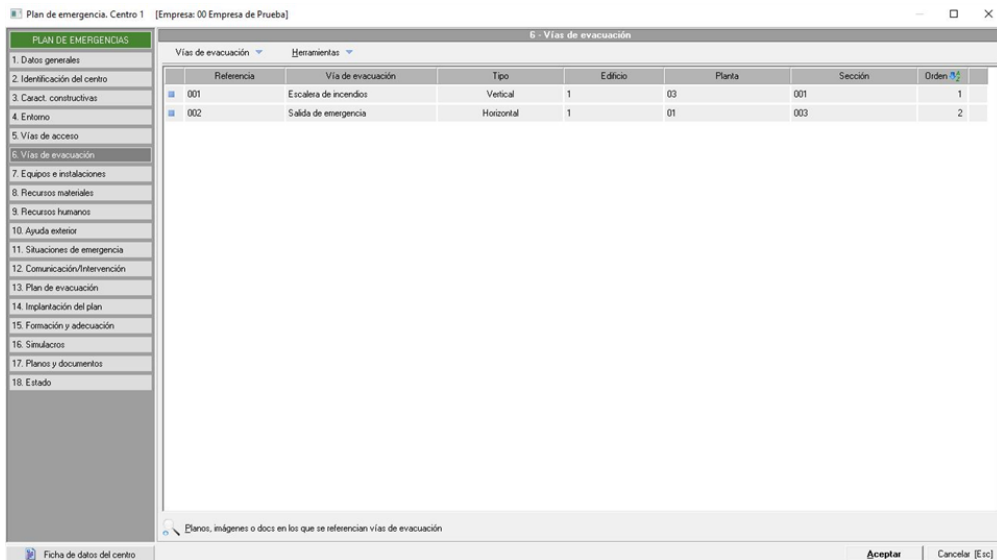 Plan de emergencia. Centro 1 [Empresa: 00 Empresa de Prueba]
PLAN DE EMERGENCIAS
1. Datos generales
2. Identificación del centro
3. Caract. constructivas
4. Entorno
5. Vías de acceso
6. Vías de evacuación
7. Equipos e instalaciones
8. Recursos materiales
9. Recursos humanos
10. Ayuda exterior
11. Situaciones de emergencia
12. Comunicación/Intervención
13. Plan de evacuación
14. Implantación del plan
15. Formación y adecuación
16. Simulacros
17. Planos y documentos
18. Estado
6 - Vías de evacuación
Vías de evacuación Herramientas
Referencia Vía de evacuación Tipo Edificio Planta Sección Orden
001 Escalera de incendios Vertical 1 03 001 1
002 Salida de emergencia Horizontal 1 01 003 2
Planos, imágenes o docs en los que se referencian vías de evacuación
Ficha de datos del centro Aceptar Cancelar [Esc]